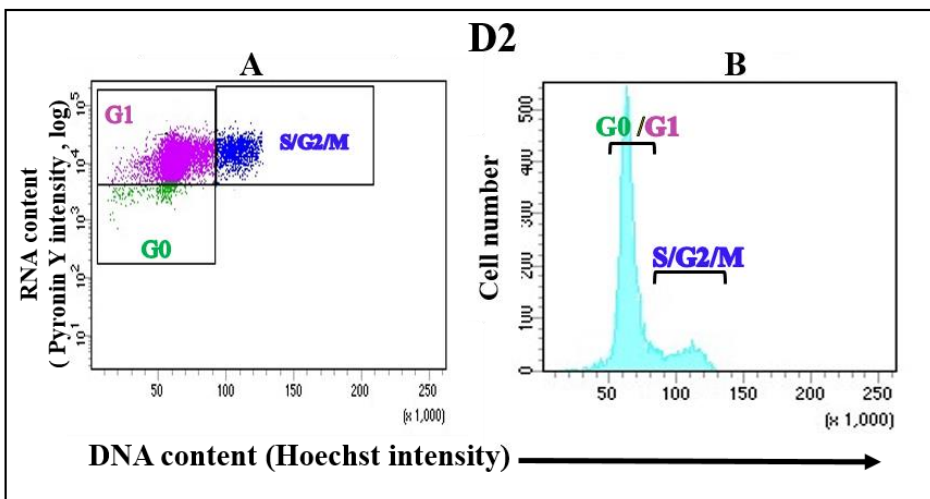 D2
A
RNA content
( Pyronin Y intensity , log)
10^5
10^4
10^3
10^2
10^1
G1
S/G2/M
G0
50 100 150 200 250
(x 1,000)
B
Cell number
500
400
300
200
100
0
G0 /G1
S/G2/M
50 100 150 200 250
(x 1,000)
DNA content (Hoechst intensity)